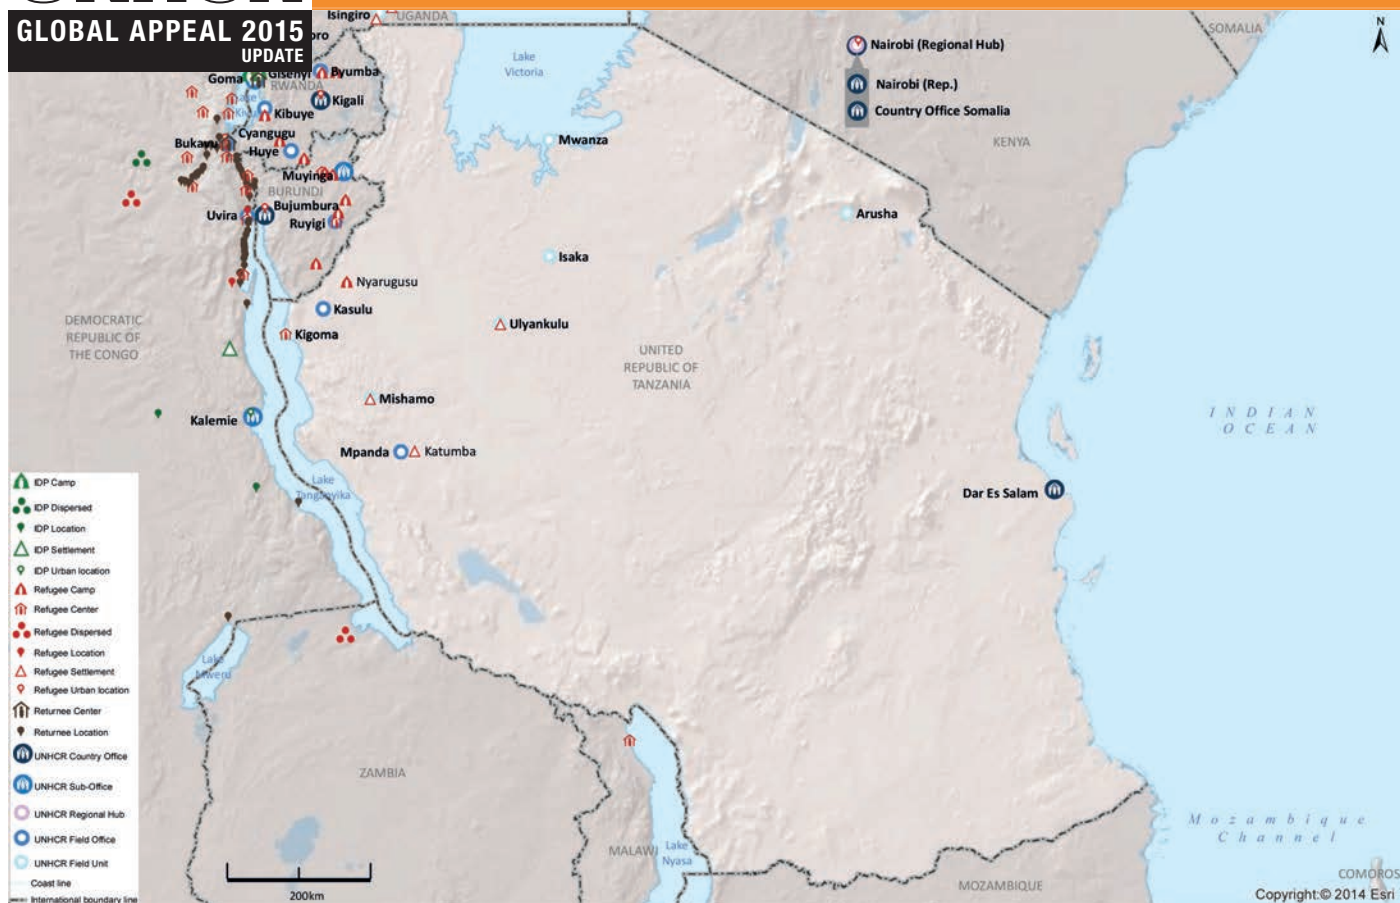 GLOBAL APPEAL 2015
UPDATE
Isingiro
UGANDA
oro
SOMALIA
N
Nairobi (Regional Hub)
Nairobi (Rep.)
Country Office Somalia
KENYA
Lake
Victoria
Goma
Gisenyi
Byumba
RWANDA
Kigali
Kibuye
Cyangugu
Bukavu
Huye
Mwanza
Muyinga
BURUNDI
Bujumbura
Uvira
Ruyigi
Arusha
Isaka
Nyarugusu
Kasulu
Kigoma
Ulyankulu
DEMOCRATIC
REPUBLIC OF
THE CONGO
UNITED
REPUBLIC OF
TANZANIA
Mishamo
Kalemie
Mpanda
Katumba
INDIAN
OCEAN
Lake
Tanganyika
Dar Es Salam
IDP Camp
IDP Dispersed
IDP Location
IDP Settlement
IDP Urban location
Refugee Camp
Refugee Center
Refugee Dispersed
Refugee Location
Refugee Settlement
Refugee Urban location
Returnee Center
Returnee Location
UNHCR Country Office
UNHCR Sub-Office
UNHCR Regional Hub
UNHCR Field Office
UNHCR Field Unit
Coast line
International boundary line
Lake
Mweru
ZAMBIA
200km
MALAWI
Lake
Nyasa
MOZAMBIQUE
Mozambique
Channel
COMOROS
Copyright:© 2014 Esri